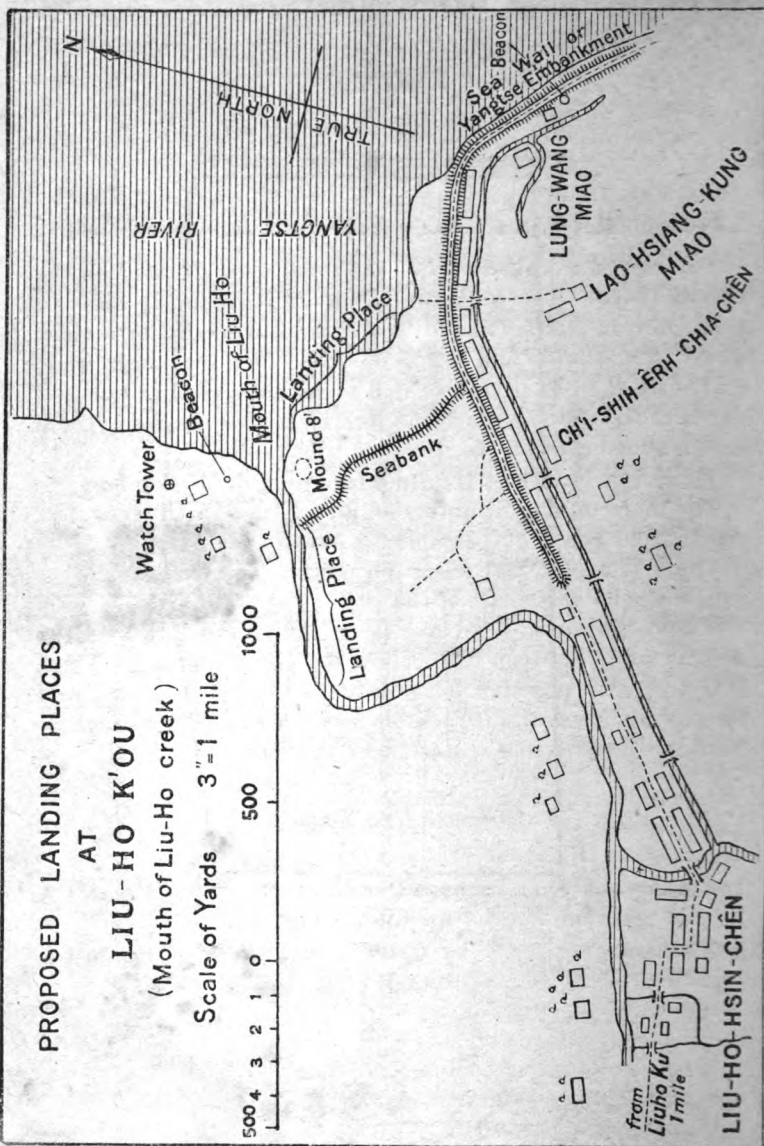 PROPOSED LANDING PLACES
AT
LIU-HO K'OU
(Mouth of Liu-Ho creek)
Scale of Yards 3"=1 mile
500 4 3 2 1 0 500 1000
N
TRUE NORTH
YANGTSE RIVER
Watch Tower
Beacon
Mouth of Liu-Ho
Landing Place
Mound 8'
Seabank
Landing Place
Beacon
Sea Wall or
Yangtse Embankment
LUNG-WANG
MIAO
LAO-HSIANG-KUNG
MIAO
CH'I-SHIH-ÊRH-CHIA-CHÊN
from
Liuho Ku
1 mile
LIU-HO-HSIN-CHÊN